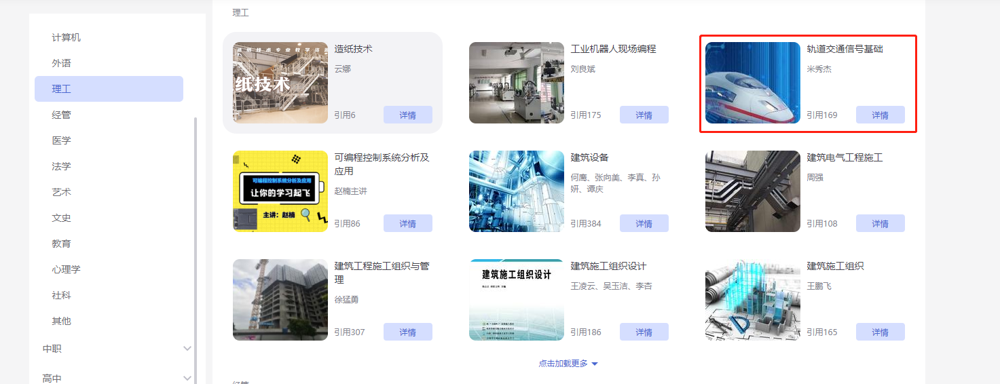 计算机
外语
理工
经管
医学
法学
艺术
文史
教育
心理学
社科
其他
中职
高中
理工
造纸技术专业教学资源
纸技术
造纸技术
云娜
引用6
详情
工业机器人现场编程
刘良斌
引用175
详情
轨道交通信号基础
米秀杰
引用169
详情
可编程控制系统分析及应用
让你的学习起飞
主讲：赵楠
可编程控制系统分析及
应用
赵楠主讲
引用86
详情
建筑设备
何鹰、张向美、李真、孙
妍、谭庆
引用384
详情
建筑电气工程施工
周强
引用108
详情
建筑工程施工组织与管
理
徐猛勇
引用307
详情
建筑施工组织设计
建筑施工组织设计
王凌云、吴玉洁、李杏
引用186
详情
建筑施工组织
王鹏飞
引用165
详情
点击加载更多
经管